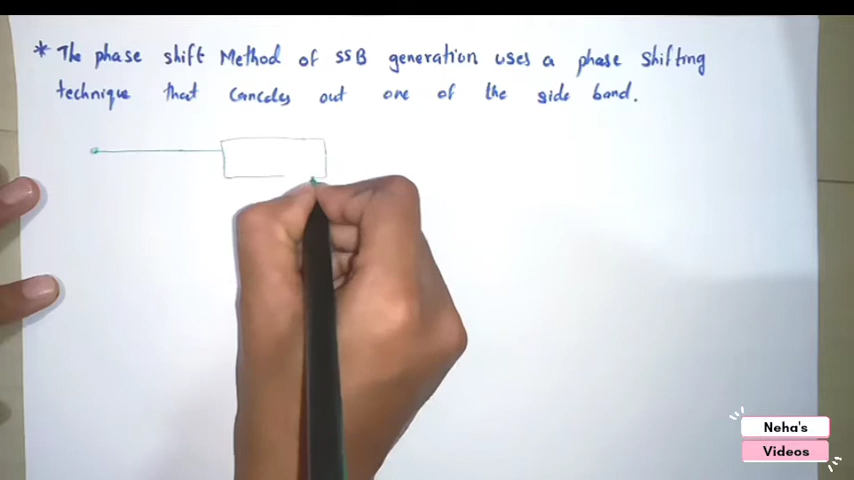 * The phase shift Method of SSB generation uses a phase shifting
technique that cancels out one of the side band.
Neha's
Videos